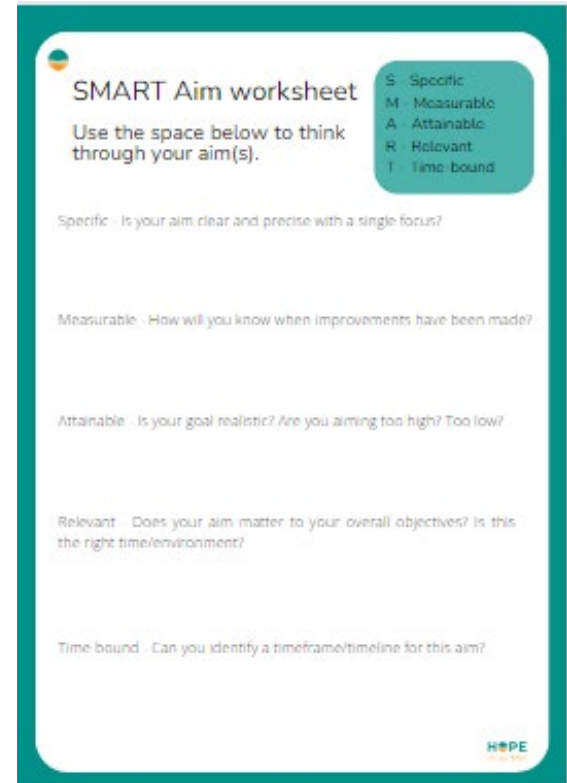 SMART Aim worksheet
Use the space below to think
through your aim(s).
S - Specific
M - Measurable
A - Attainable
R - Relevant
T - Time-bound
Specific - Is your aim clear and precise with a single focus?
Measurable - How will you know when improvements have been made?
Attainable - Is your goal realistic? Are you aiming too high? Too low?
Relevant - Does your aim matter to your overall objectives? Is this
the right time/environment?
Time-bound - Can you identify a timeframe/timeline for this aim?
HOPE